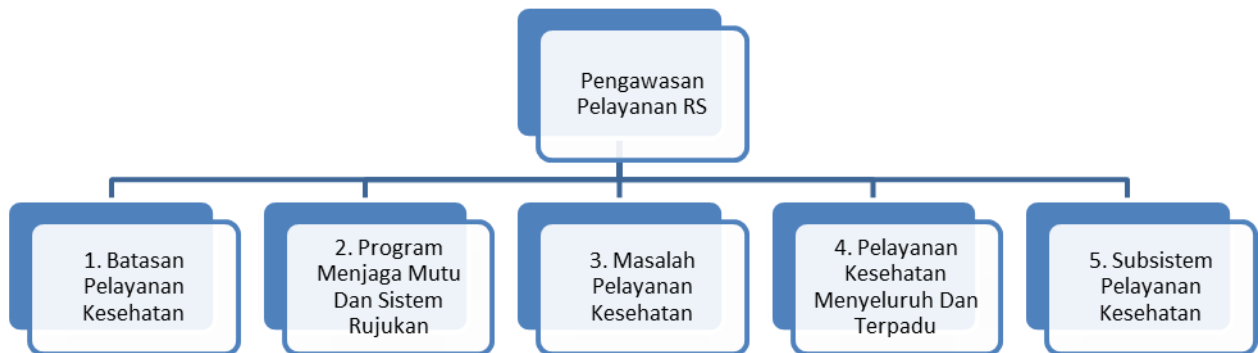 Pengawasan
Pelayanan RS
1. Batasan
Pelayanan
Kesehatan
2. Program
Menjaga Mutu
Dan Sistem
Rujukan
3. Masalah
Pelayanan
Kesehatan
4. Pelayanan
Kesehatan
Menyeluruh Dan
Terpadu
5. Subsistem
Pelayanan
Kesehatan